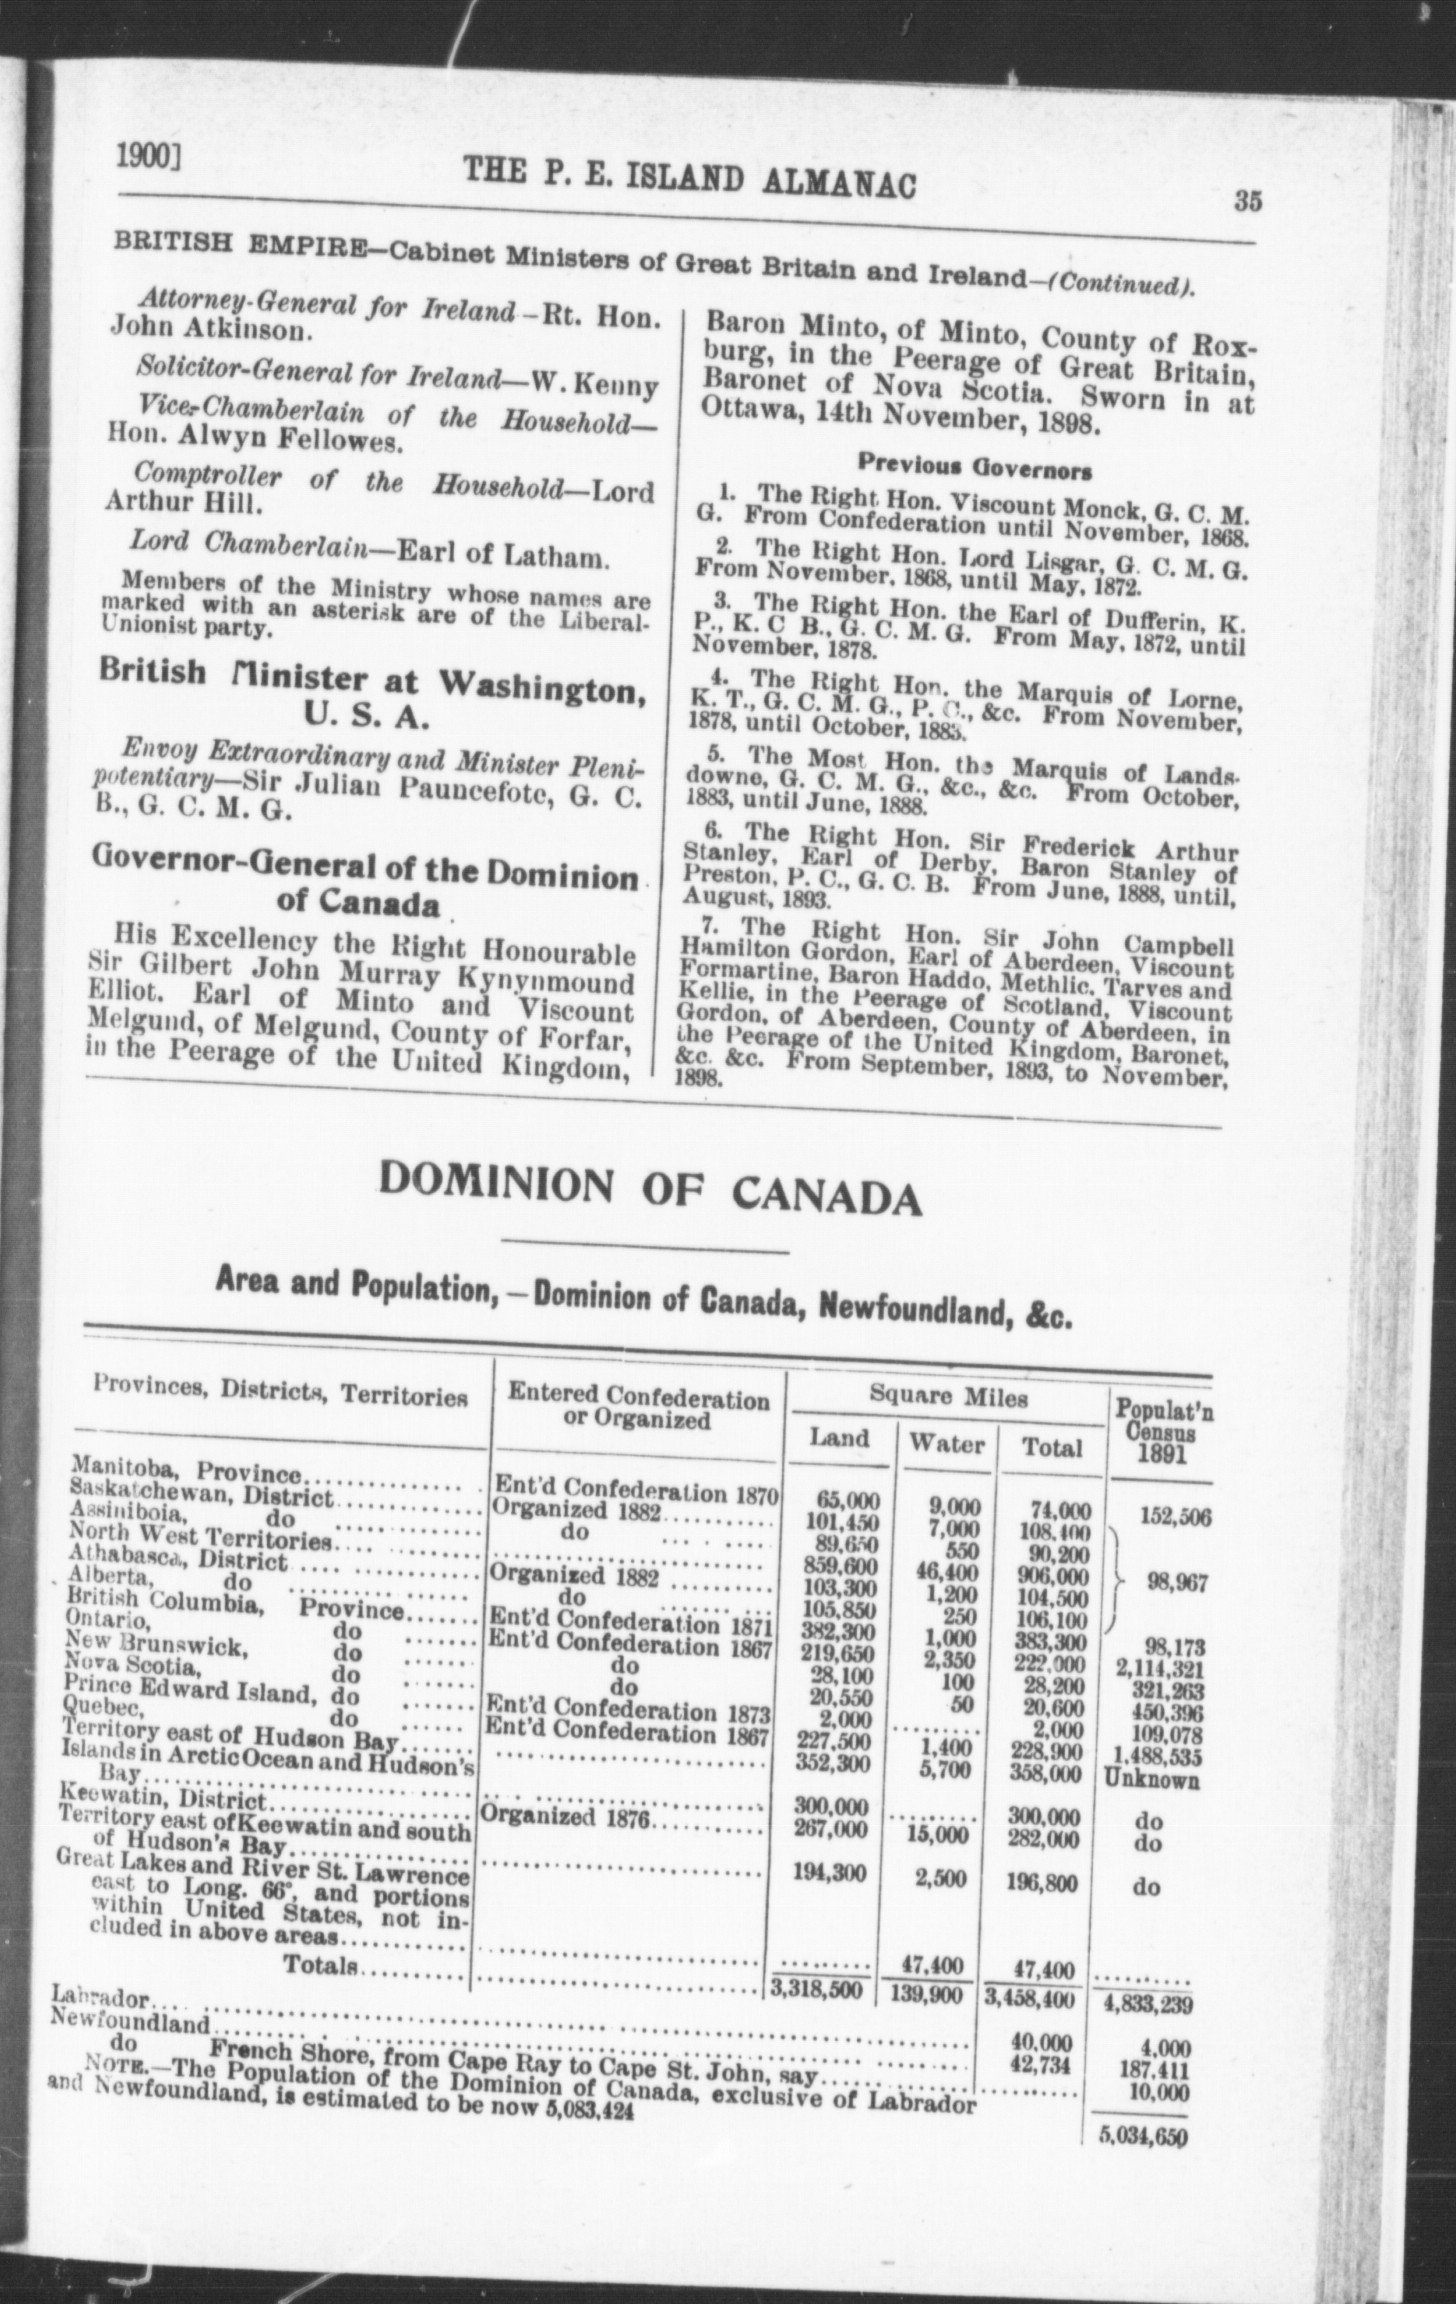 1900]
THE P. E. ISLAND ALMANAC
35
BRITISH EMPIRE—Cabinet Ministers of Great Britain and Ireland—(Continued).
Attorney-General for Ireland—Rt. Hon.
John Atkinson.
Solicitor-General for Ireland—W. Kenny
Vice-Chamberlain of the Household—
Hon. Alwyn Fellowes.
Comptroller of the Household—Lord
Arthur Hill.
Lord Chamberlain—Earl of Latham.
Members of the Ministry whose names are
marked with an asterisk are of the Liberal-
Unionist party.
British Minister at Washington,
U. S. A.
Envoy Extraordinary and Minister Pleni-
potentiary—Sir Julian Pauncefote, G. C.
B., G. C. M. G.
Governor-General of the Dominion
of Canada
His Excellency the Right Honourable
Sir Gilbert John Murray Kynynmound
Elliot. Earl of Minto and Viscount
Melgund, of Melgund, County of Forfar,
in the Peerage of the United Kingdom,
Baron Minto, of Minto, County of Rox-
burg, in the Peerage of Great Britain,
Baronet of Nova Scotia. Sworn in at
Ottawa, 14th November, 1898.
Previous Governors
1. The Right Hon. Viscount Monck, G. C. M.
G. From Confederation until November, 1868.
2. The Right Hon. Lord Lisgar, G. C. M. G.
From November, 1868, until May, 1872.
3. The Right Hon. the Earl of Dufferin, K.
P., K. C B., G. C. M. G. From May, 1872, until
November, 1878.
4. The Right Hon. the Marquis of Lorne,
K. T., G. C. M. G., P. C., &c. From November,
1878, until October, 1883.
5. The Most Hon. the Marquis of Lands-
downe, G. C. M. G., &c., &c. From October,
1883, until June, 1888.
6. The Right Hon. Sir Frederick Arthur
Stanley, Earl of Derby, Baron Stanley of
Preston, P. C., G. C. B. From June, 1888, until,
August, 1893.
7. The Right Hon. Sir John Campbell
Hamilton Gordon, Earl of Aberdeen, Viscount
Formartine, Baron Haddo, Methlic, Tarves and
Kellie, in the Peerage of Scotland, Viscount
Gordon, of Aberdeen, County of Aberdeen, in
the Peerage of the United Kingdom, Baronet,
&c. &c. From September, 1893, to November,
1898.
DOMINION OF CANADA
Area and Population,—Dominion of Canada, Newfoundland, &c.
Provinces, Districts, Territories | Entered Confederation or Organized | Square Miles | Populat'n Census 1891
Land | Water | Total
Manitoba, Province | Ent'd Confederation 1870 | 65,000 | 9,000 | 74,000 | 152,506
Saskatchewan, District | Organized 1882 | 101,450 | 7,000 | 108,400
Assiniboia, do | do | 89,650 | 550 | 90,200
North West Territories | 859,600 | 46,400 | 906,000 | 98,967
Athabasca, District | Organized 1882 | 103,300 | 1,200 | 104,500
Alberta, do | do | 105,850 | 250 | 106,100
British Columbia, Province | Ent'd Confederation 1871 | 382,300 | 1,000 | 383,300 | 98,173
Ontario, do | Ent'd Confederation 1867 | 219,650 | 2,350 | 222,000 | 2,114,321
New Brunswick, do | do | 28,100 | 100 | 28,200 | 321,263
Nova Scotia, do | do | 20,550 | 50 | 20,600 | 450,396
Prince Edward Island, do | Ent'd Confederation 1873 | 2,000 | ......... | 2,000 | 109,078
Quebec, do | Ent'd Confederation 1867 | 227,500 | 1,400 | 228,900 | 1,488,535
Territory east of Hudson Bay | 352,300 | 5,700 | 358,000 | Unknown
Islands in Arctic Ocean and Hudson's
Bay | 300,000 | ......... | 300,000 | do
Keewatin, District | Organized 1876 | 267,000 | 15,000 | 282,000 | do
Territory east of Keewatin and south
of Hudson's Bay | 194,300 | 2,500 | 196,800 | do
Great Lakes and River St. Lawrence
east to Long. 66°, and portions
within United States, not in-
cluded in above areas | ......... | 47,400 | 47,400 | .........
Totals | 3,318,500 | 139,900 | 3,458,400 | 4,833,239
Labrador | 40,000 | 4,000
Newfoundland | 42,734 | 187,411
do French Shore, from Cape Ray to Cape St. John, say | ......... | 10,000
NOTE.—The Population of the Dominion of Canada, exclusive of Labrador
and Newfoundland, is estimated to be now 5,083,424
5,034,650